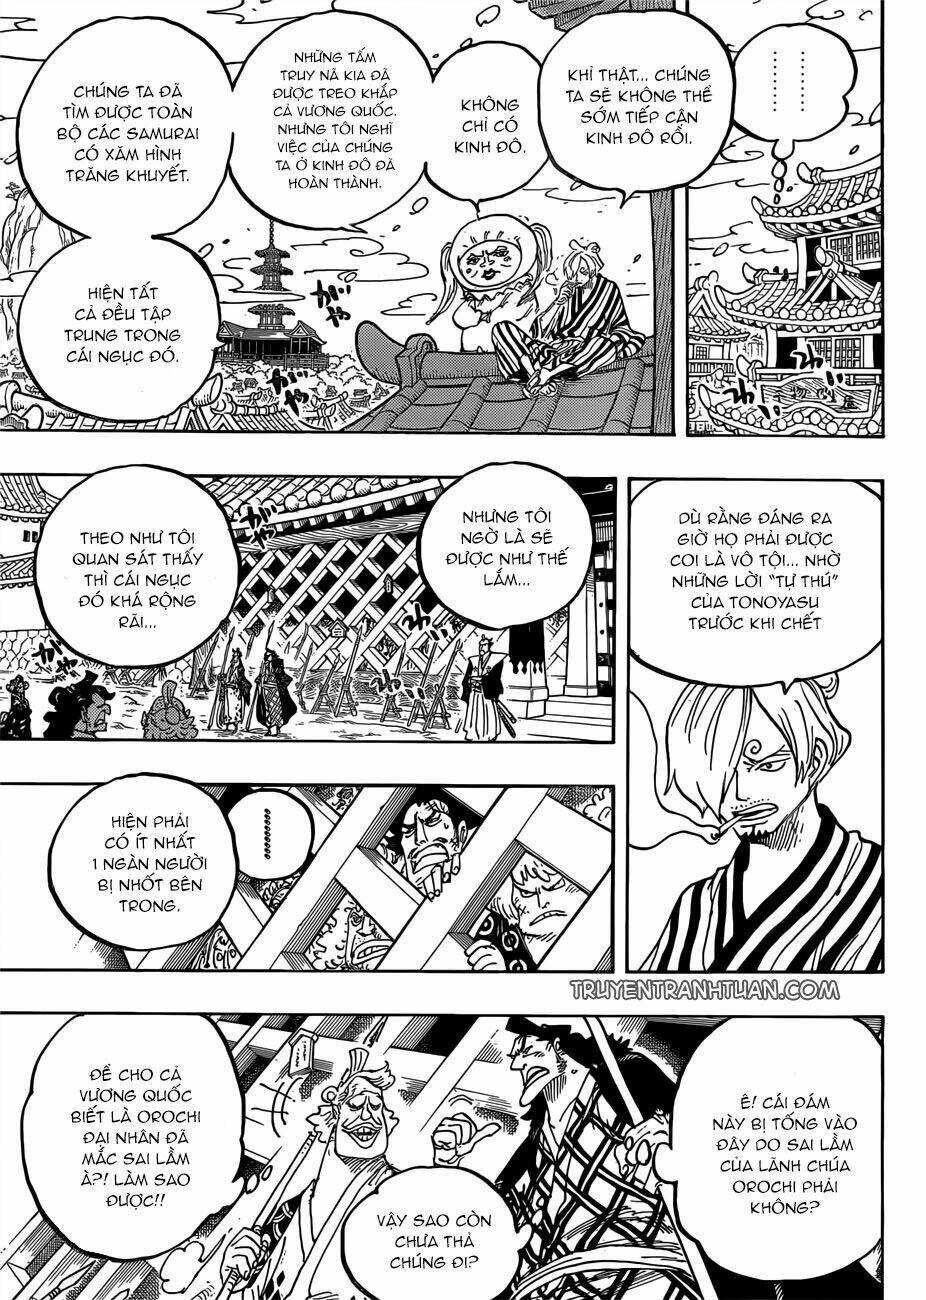 ..........
KHỈ THẬT... CHÚNG
TA SẼ KHÔNG THỂ
SỚM TIẾP CẬN
KINH ĐÔ RỒI.
KHÔNG
CHỈ CÓ
KINH ĐÔ.
NHỮNG TẤM
TRUY NÃ KIA ĐÃ
ĐƯỢC TREO KHẮP
CẢ VƯƠNG QUỐC.
NHƯNG TÔI NGHĨ
VIỆC CỦA CHÚNG
TA Ở KINH ĐÔ ĐÃ
HOÀN THÀNH.
CHÚNG TA ĐÃ
TÌM ĐƯỢC TOÀN
BỘ CÁC SAMURAI
CÓ XĂM HÌNH
TRĂNG KHUYẾT.
HIỆN TẤT
CẢ ĐỀU TẬP
TRUNG TRONG
CÁI NGỤC ĐÓ.
DÙ RẰNG ĐÁNG RA
GIỜ HỌ PHẢI ĐƯỢC
COI LÀ VÔ TỘI... NHỜ
NHỮNG LỜI “TỰ THÚ”
CỦA TONOYASU
TRƯỚC KHI CHẾT
NHƯNG TÔI
NGỜ LÀ SẼ
ĐƯỢC NHƯ THẾ
LẮM...
THEO NHƯ TÔI
QUAN SÁT THẤY
THÌ CÁI NGỤC
ĐÓ KHÁ RỘNG
RÃI...
..........
HIỆN PHẢI
CÓ ÍT NHẤT
1 NGÀN NGƯỜI
BỊ NHỐT BÊN
TRONG.
TRUYENTRANHTUAN.COM
Ê! CÁI ĐÁM
NÀY BỊ TỐNG VÀO
ĐÂY DO SAI LẦM
CỦA LÃNH CHÚA
OROCHI PHẢI
KHÔNG?
VẬY SAO CÒN
CHƯA THẢ
CHÚNG ĐI?
ĐỂ CHO CẢ
VƯƠNG QUỐC
BIẾT LÀ OROCHI
ĐẠI NHÂN ĐÃ
MẮC SAI LẦM
À?! LÀM SAO
ĐƯỢC!!